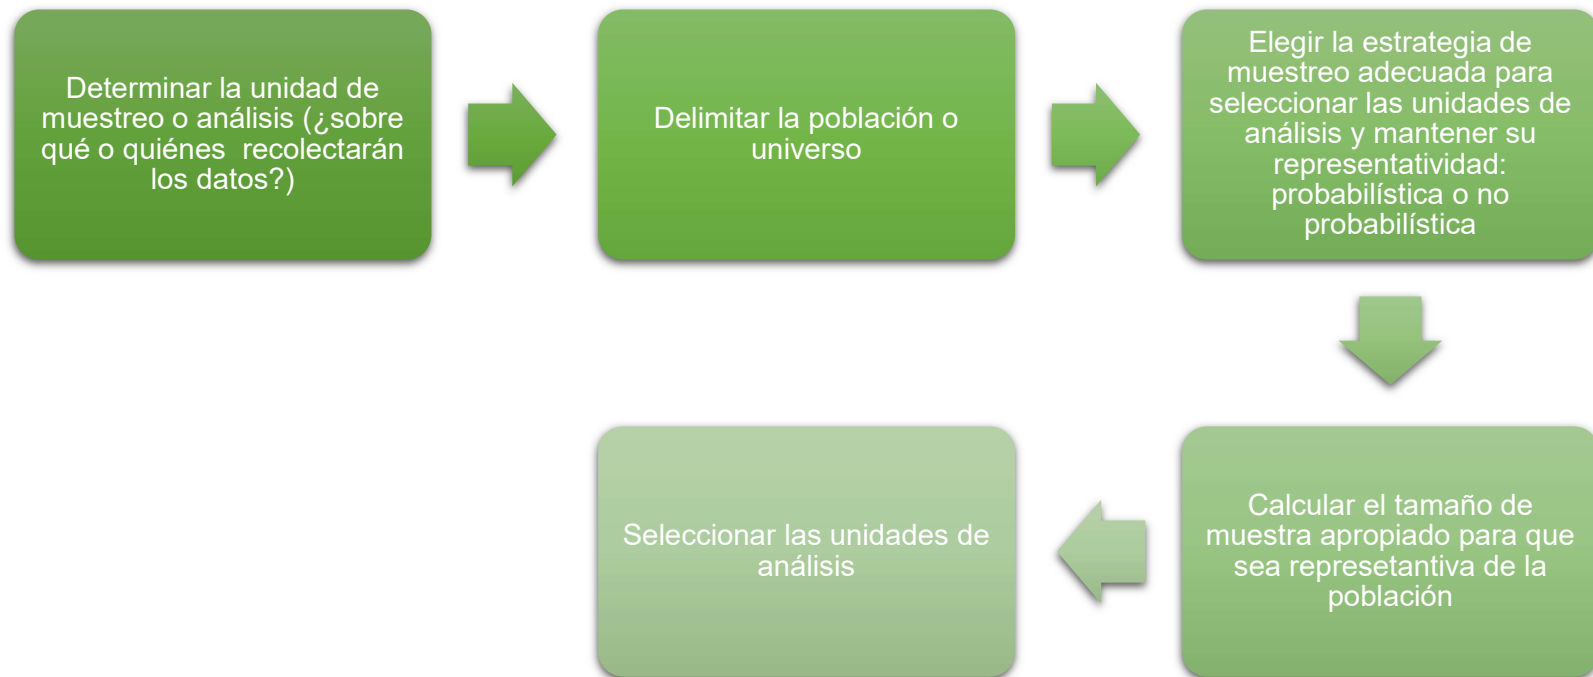 Determinar la unidad de
muestreo o análisis (¿sobre
qué o quiénes  recolectarán
los datos?)
Delimitar la población o
universo
Elegir la estrategia de
muestreo adecuada para
seleccionar las unidades de
análisis y mantener su
representatividad:
probabilística o no
probabilística
Calcular el tamaño de
muestra apropiado para que
sea represetantiva de la
población
Seleccionar las unidades de
análisis